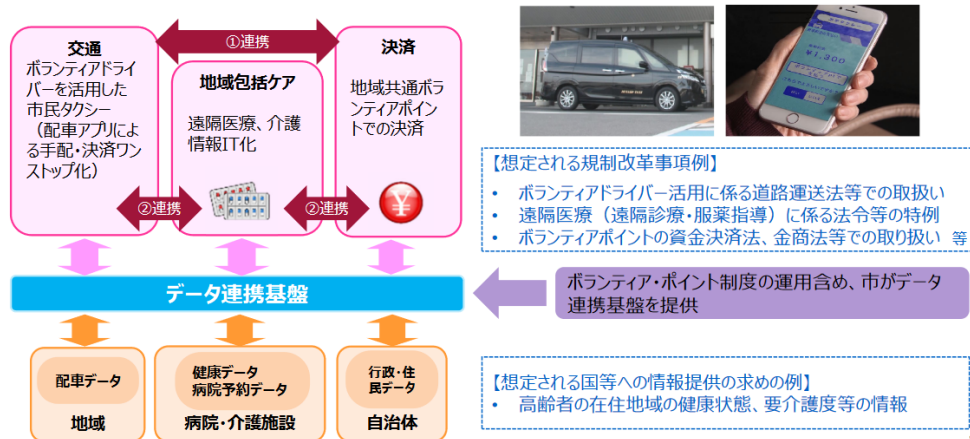 ①連携
交通
ボランティアドライ
バーを活用した
市民タクシー
（配車アプリによ
る手配・決済ワン
ストップ化）
地域包括ケア
遠隔医療、介護
情報IT化
決済
地域共通ボラ
ンティアポイン
トでの決済
②連携
②連携
¥
データ連携基盤
配車データ
地域
健康データ
病院予約データ
病院・介護施設
行政・住
民データ
自治体
¥1,300
【想定される規制改革事項例】
• ボランティアドライバー活用に係る道路運送法等での取扱い
• 遠隔医療（遠隔診療・服薬指導）に係る法令等の特例
• ボランティアポイントの資金決済法、金商法等での取り扱い 等
ボランティア・ポイント制度の運用含め、市がデータ
連携基盤を提供
【想定される国等への情報提供の求めの例】
• 高齢者の在住地域の健康状態、要介護度等の情報